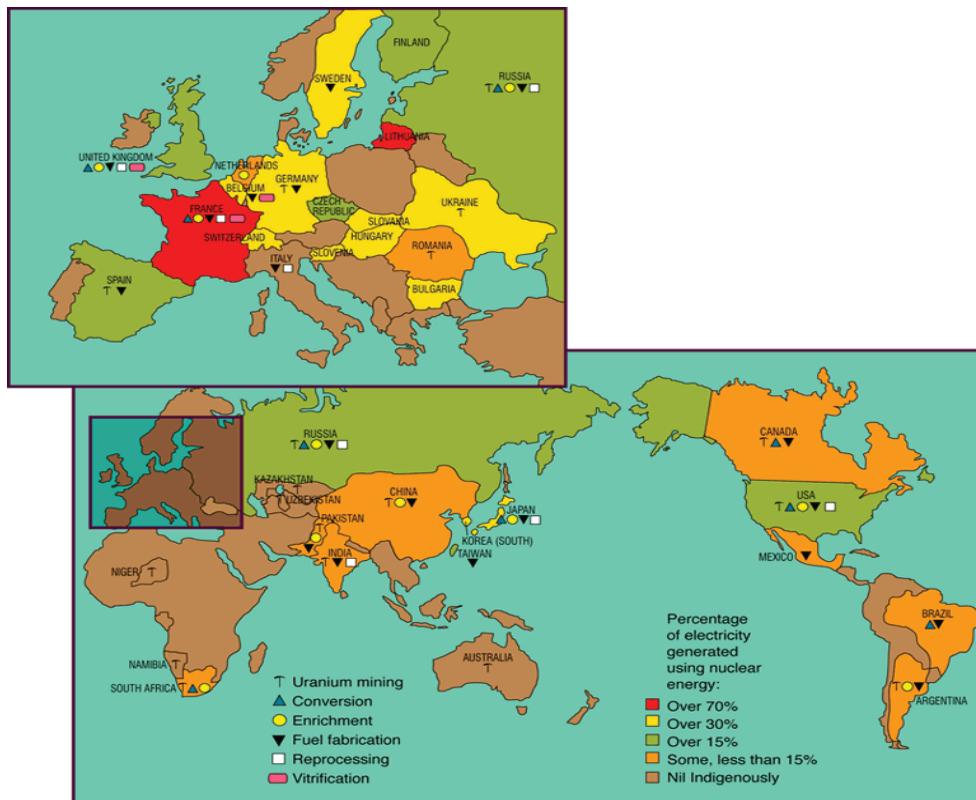 FINLAND
SWEDEN
RUSSIA
LITHUANIA
UNITED KINGDOM
NETHERLANDS
BELGIUM
GERMANY
CZECH
REPUBLIC
UKRAINE
FRANCE
SLOVAKIA
SWITZERLAND
HUNGARY
SLOVENIA
ROMANIA
ITALY
SPAIN
BULGARIA
RUSSIA
CANADA
KAZAKHSTAN
UZBEKISTAN
CHINA
USA
PAKISTAN
JAPAN
KOREA (SOUTH)
INDIA
TAIWAN
MEXICO
NIGER
BRAZIL
NAMIBIA
AUSTRALIA
SOUTH AFRICA
ARGENTINA
Uranium mining
Conversion
Enrichment
Fuel fabrication
Reprocessing
Vitrification
Percentage
of electricity
generated
using nuclear
energy:
Over 70%
Over 30%
Over 15%
Some, less than 15%
Nil Indigenously